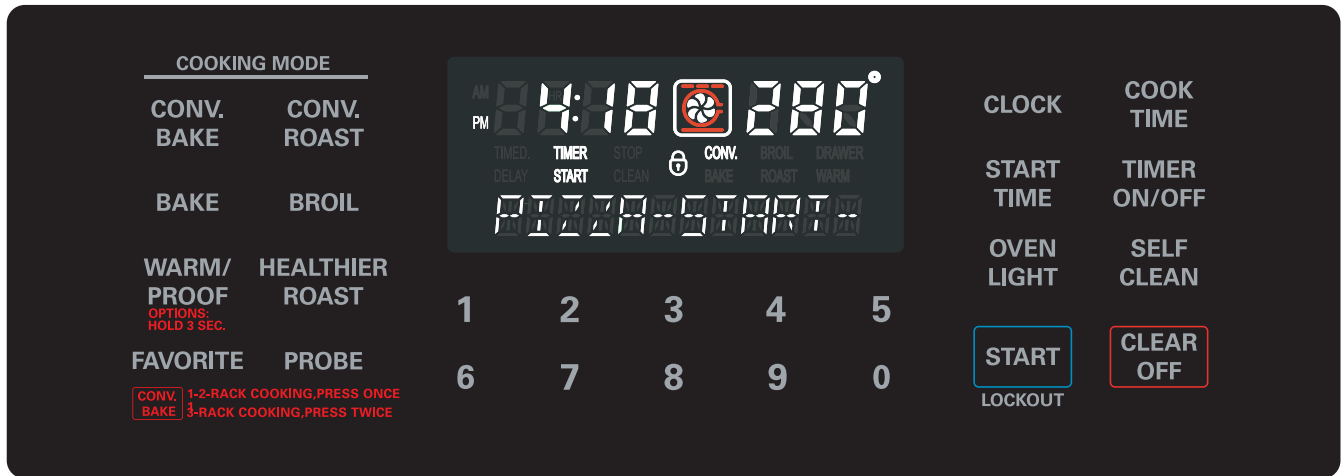 COOKING MODE
CONV.
BAKE
CONV.
ROAST
BAKE
BROIL
WARM/
PROOF
OPTIONS:
HOLD 3 SEC.
HEALTHIER
ROAST
FAVORITE
PROBE
CONV.
BAKE
1-2-RACK COOKING,PRESS ONCE
1
3-RACK COOKING,PRESS TWICE
AM
PM
HR
4:18
280°
TIMED.
DELAY
TIMER
START
STOP
CLEAN
CONV.
BAKE
BROIL
ROAST
DRAWER
WARM
PIZZA-START-
1 2 3 4 5
6 7 8 9 0
CLOCK
COOK
TIME
START
TIME
TIMER
ON/OFF
OVEN
LIGHT
SELF
CLEAN
START
LOCKOUT
CLEAR
OFF